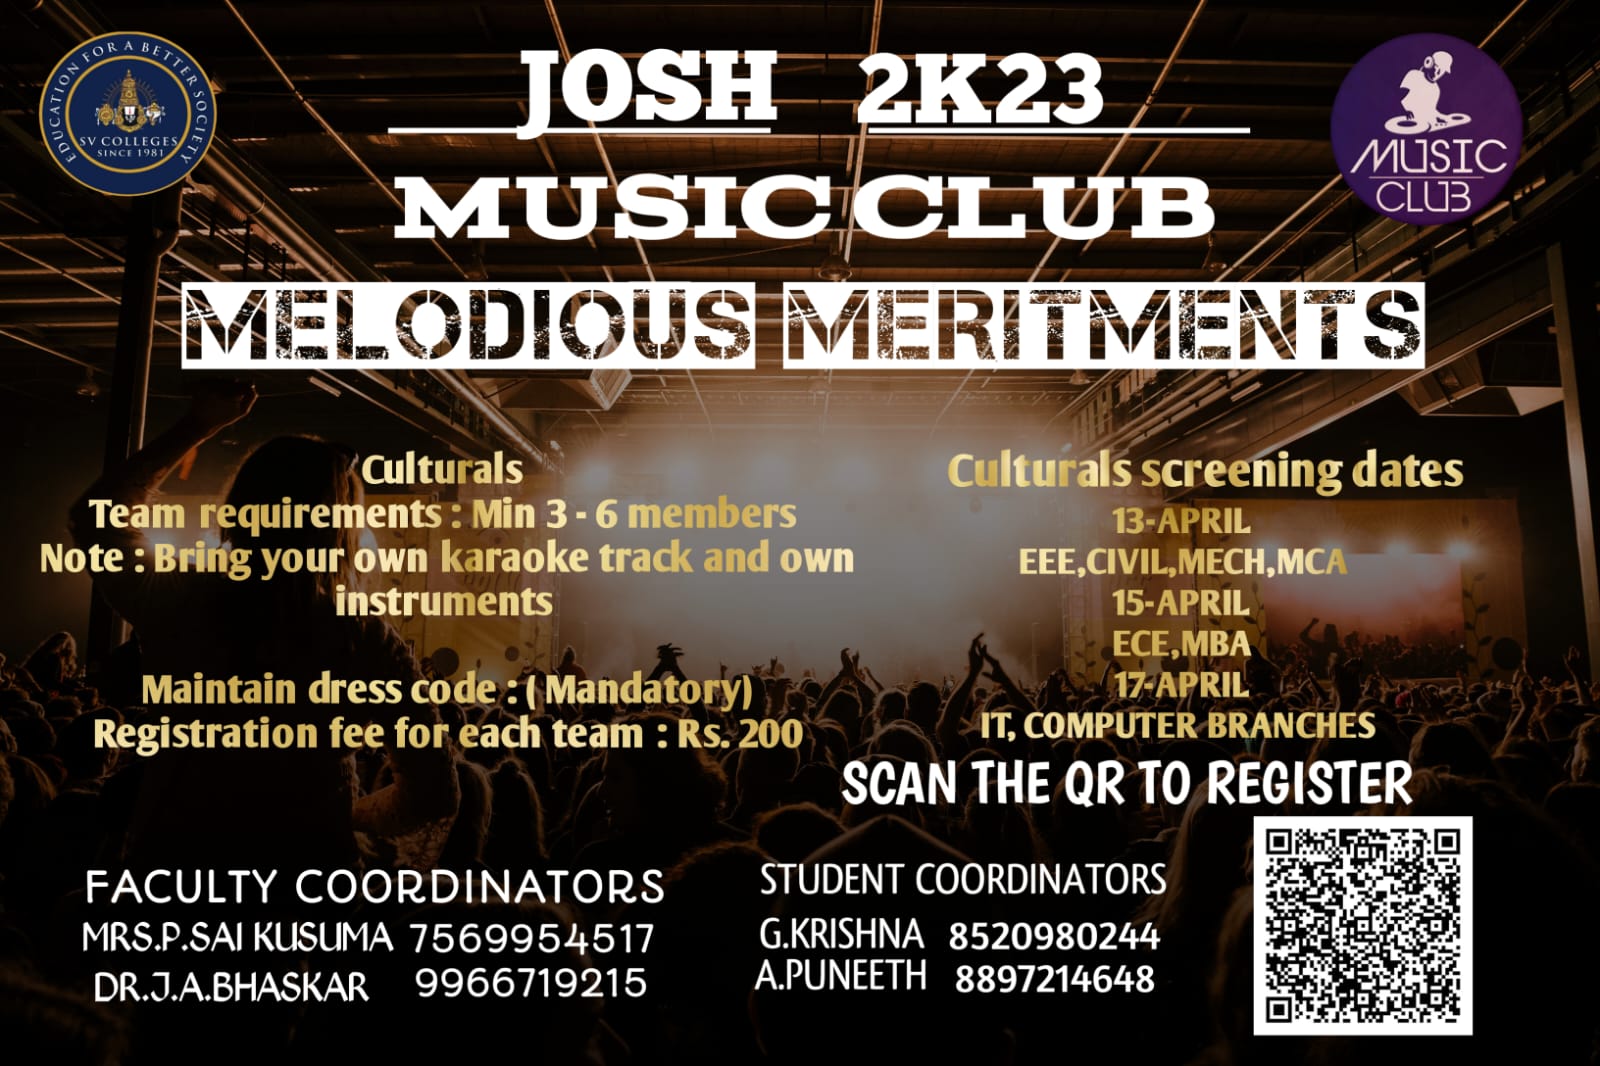 EDUCATION FOR A BETTER SOCIETY
SV COLLEGES
SINCE 1981
JOSH 2K23
MUSIC CLUB
MUSIC
CLUB
MELODIOUS MERITMENTS
Culturals
Team requirements : Min 3 - 6 members
Note : Bring your own karaoke track and own
instruments
Maintain dress code : ( Mandatory)
Registration fee for each team : Rs. 200
Culturals screening dates
13-APRIL
EEE,CIVIL,MECH,MCA
15-APRIL
ECE,MBA
17-APRIL
IT, COMPUTER BRANCHES
SCAN THE QR TO REGISTER
FACULTY COORDINATORS
MRS.P.SAI KUSUMA 7569954517
DR.J.A.BHASKAR 9966719215
STUDENT COORDINATORS
G.KRISHNA 8520980244
A.PUNEETH 8897214648